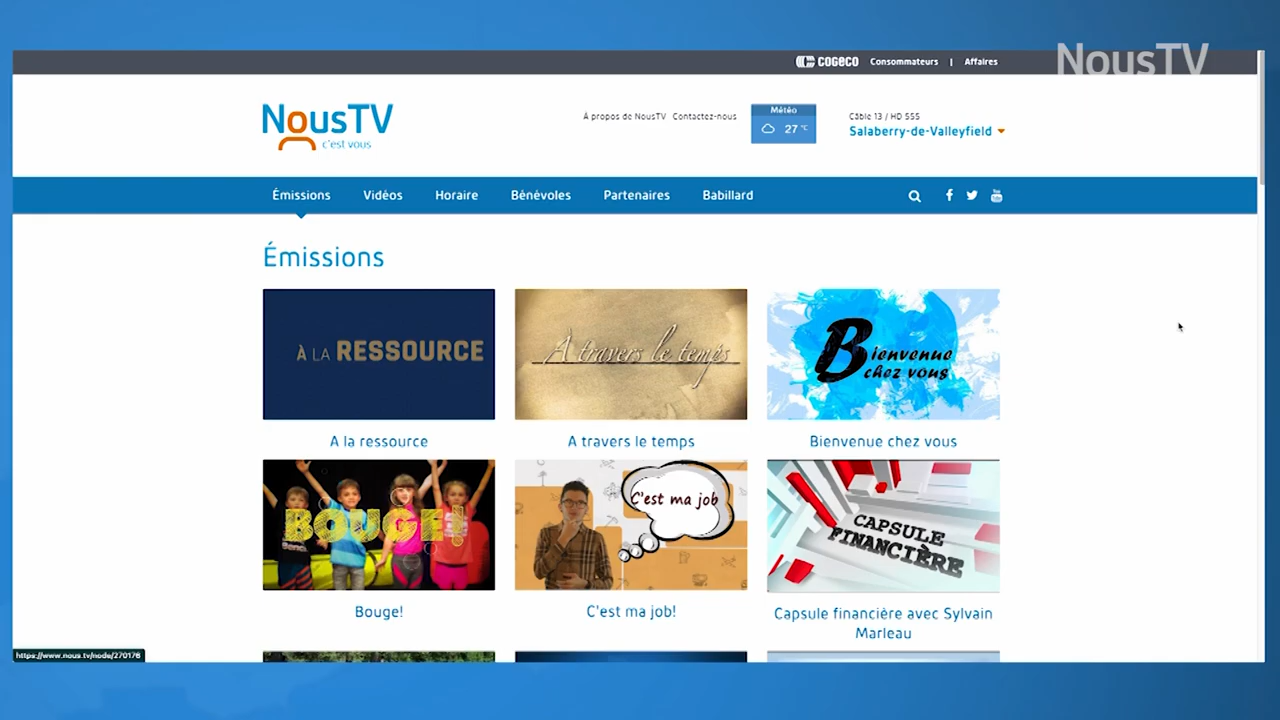 NousTV
COGECO Consommateurs | Affaires
NousTV
c'est vous
À propos de NousTV Contactez-nous
Météo
27 °C
Câble 13 / HD 555
Salaberry-de-Valleyfield
Émissions Vidéos Horaire Bénévoles Partenaires Babillard
You Tube
Émissions
À LA RESSOURCE
À travers le temps
Bienvenue
chez vous
A la ressource
A travers le temps
Bienvenue chez vous
BOUGE!
C'est ma job
CAPSULE
FINANCIÈRE
Bouge!
C'est ma job!
Capsule financière avec Sylvain
Marleau
https://www.nous.tv/node/270176